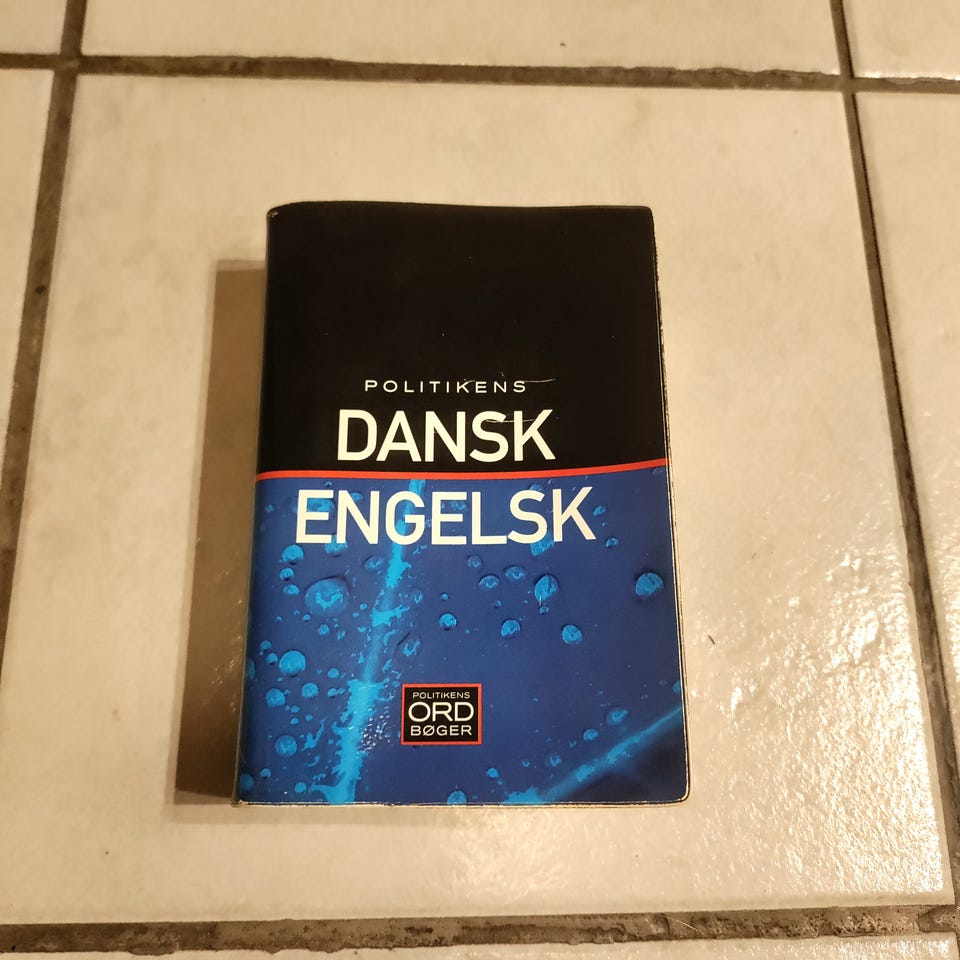 POLITIKENS
DANSK
ENGELSK
POLITIKENS
ORD
BØGER